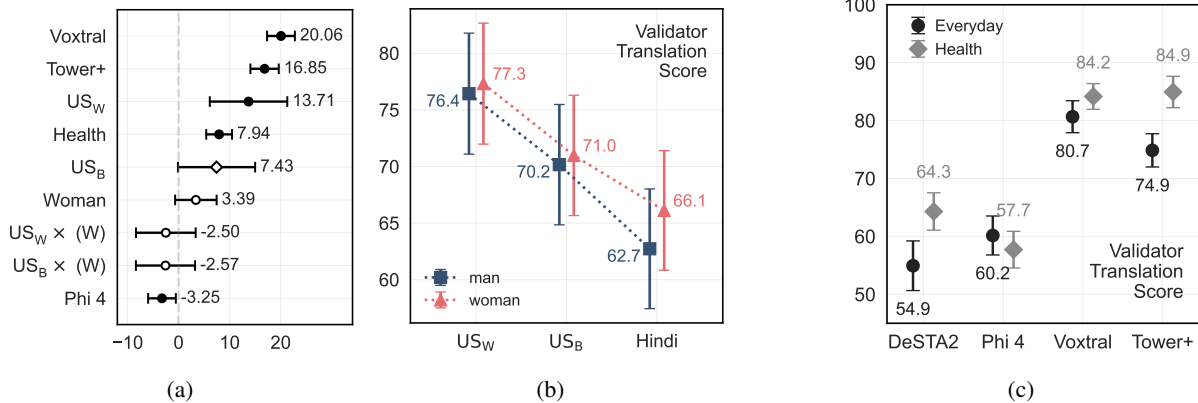 Voxtral 20.06
Tower+ 16.85
US_W 13.71
Health 7.94
US_B 7.43
Woman 3.39
US_W × (W) -2.50
US_B × (W) -2.57
Phi 4 -3.25
−10 0 10 20 30
(a)
Validator
Translation
Score
80
75
70
65
60
76.4
77.3
70.2
71.0
62.7
66.1
man
woman
US_W US_B Hindi
(b)
100
90
80
70
60
50
Everyday
Health
54.9
64.3
60.2
57.7
80.7
84.2
74.9
84.9
Validator
Translation
Score
DeSTA2 Phi 4 Voxtral Tower+
(c)